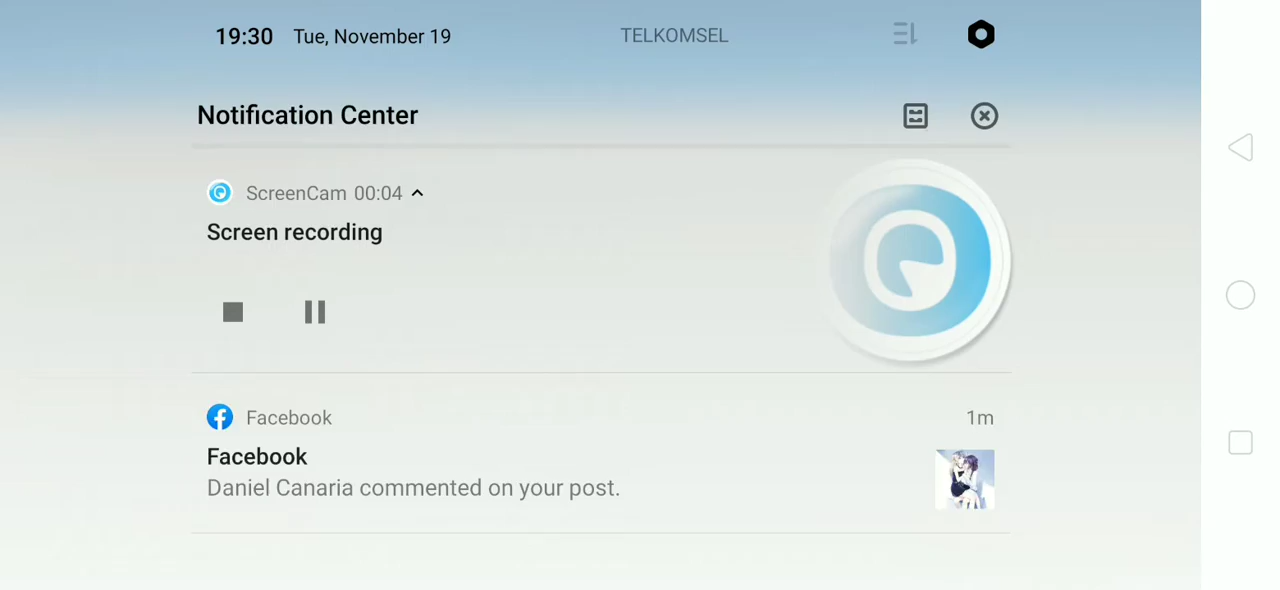 19:30 Tue, November 19 TELKOMSEL
Notification Center
ScreenCam 00:04
Screen recording
Facebook 1m
Facebook
Daniel Canaria commented on your post.